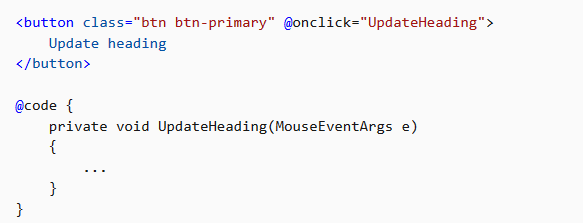 <button class="btn btn-primary" @onclick="UpdateHeading">
    Update heading
</button>

@code {
    private void UpdateHeading(MouseEventArgs e)
    {
        ...
    }
}